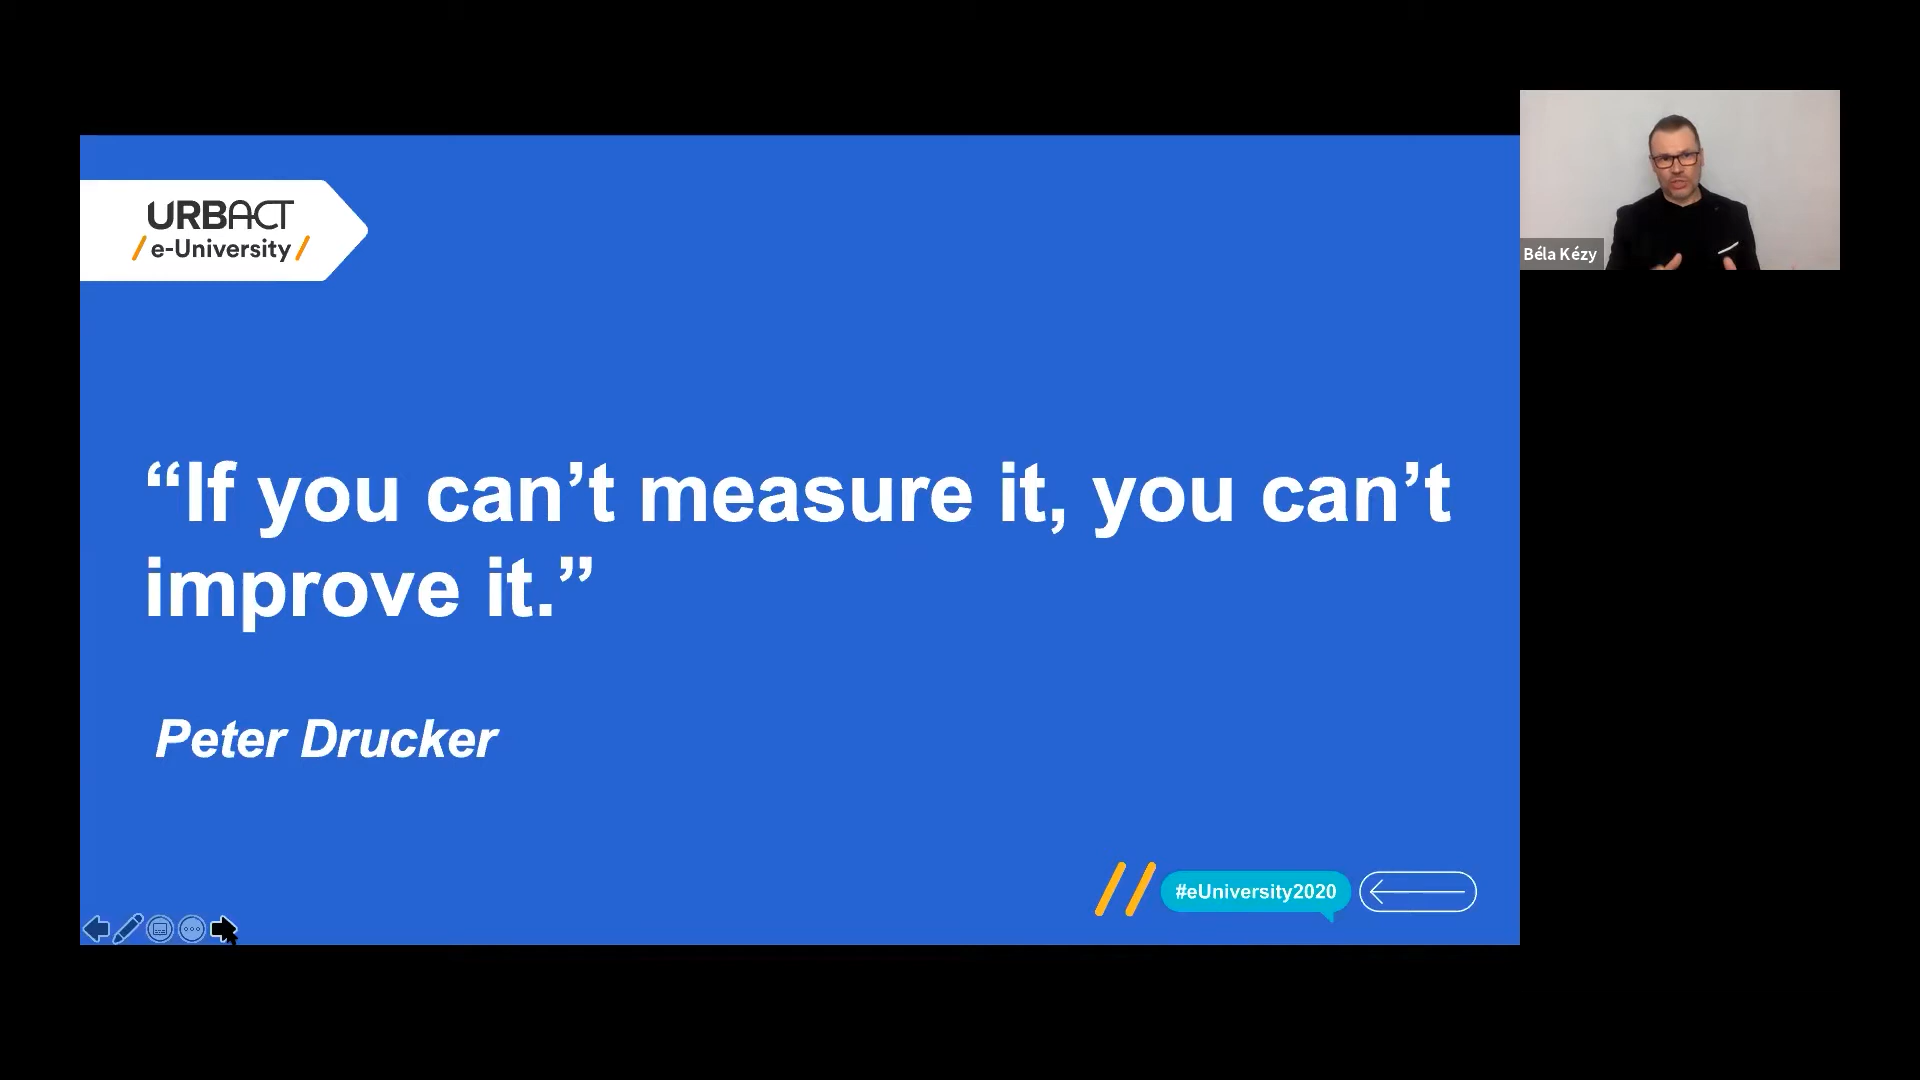 URBACT
/ e-University /
Béla Kézy
“If you can’t measure it, you can’t
improve it.”
Peter Drucker
#eUniversity2020